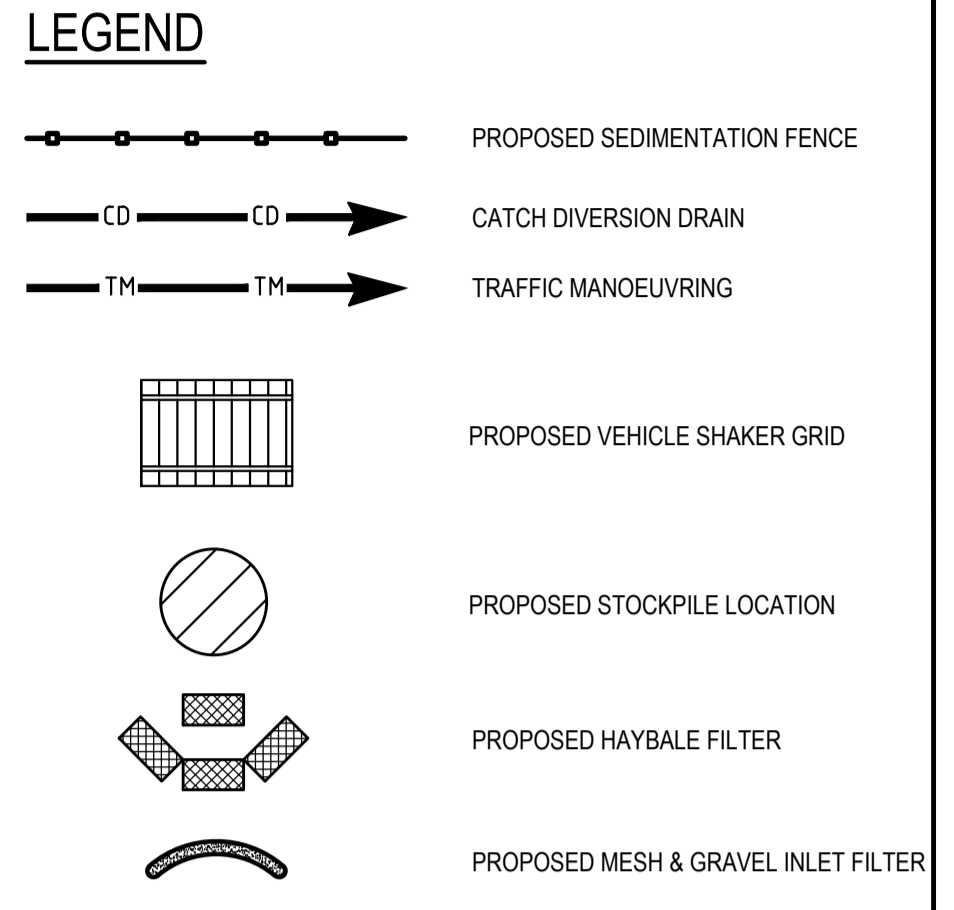 LEGEND
PROPOSED SEDIMENTATION FENCE
CD CD CATCH DIVERSION DRAIN
TM TM TRAFFIC MANOEUVRING
PROPOSED VEHICLE SHAKER GRID
PROPOSED STOCKPILE LOCATION
PROPOSED HAYBALE FILTER
PROPOSED MESH & GRAVEL INLET FILTER